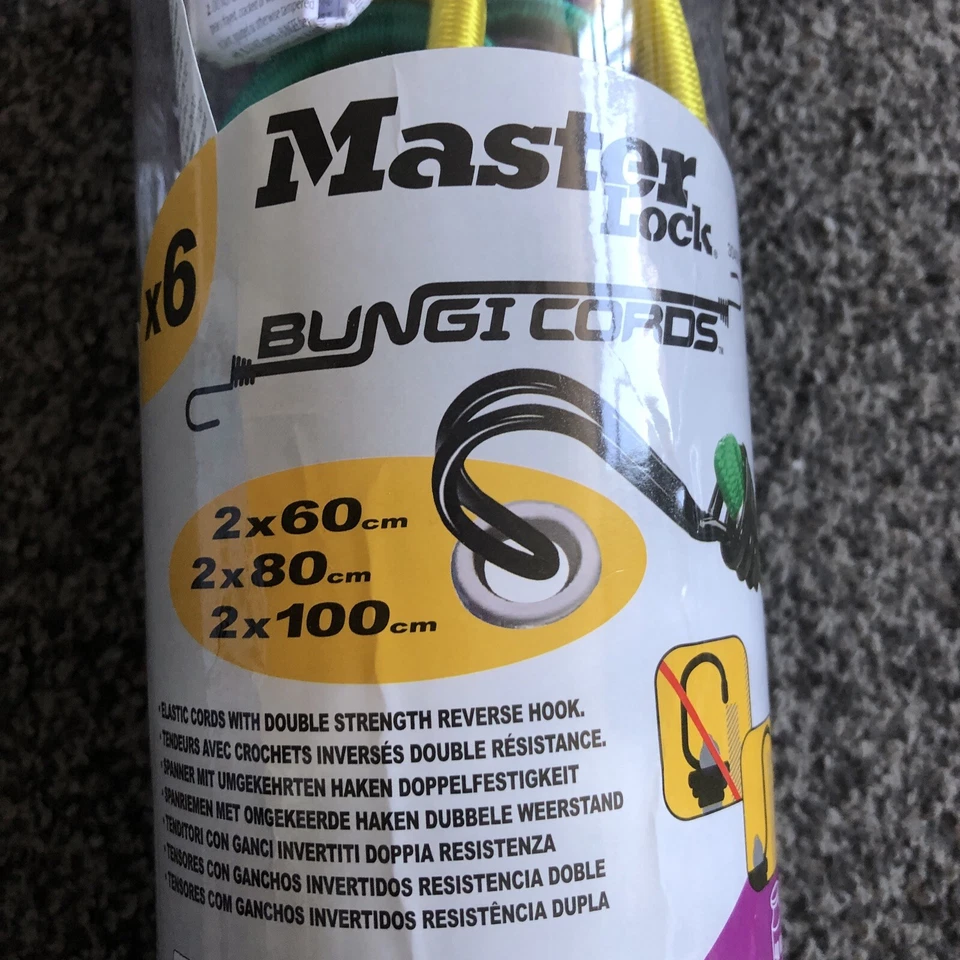 Master
Lock
x6
BUNGI CORDS™
2x60cm
2x80cm
2x100cm
• ELASTIC CORDS WITH DOUBLE STRENGTH REVERSE HOOK.
• TENDEURS AVEC CROCHETS INVERSÉS DOUBLE RÉSISTANCE.
• SPANNER MIT UMGEKEHRTEN HAKEN DOPPELFESTIGKEIT
• SPANRIEMEN MET OMGEKEERDE HAKEN DUBBELE WEERSTAND
• TENDITORI CON GANCI INVERTITI DOPPIA RESISTENZA
• TENSORES CON GANCHOS INVERTIDOS RESISTENCIA DOBLE
• TENSORES COM GANCHOS INVERTIDOS RESISTÊNCIA DUPLA